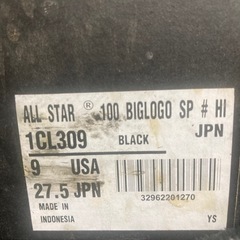 ALL STAR ® 100 BIGLOGO SP # HI
JPN
1CL309 BLACK
9 USA
27.5 JPN
32962201270
MADE IN
INDONESIA
YS